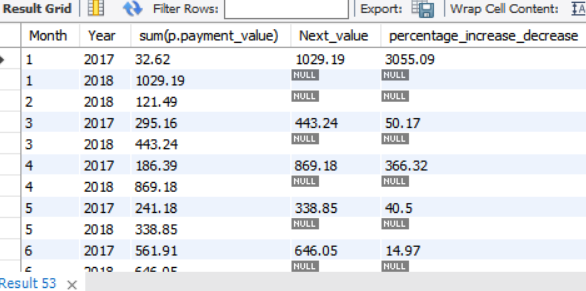 Result Grid Filter Rows: Export: Wrap Cell Content:
Month Year sum(p.payment_value) Next_value percentage_increase_decrease
1 2017 32.62 1029.19 3055.09
1 2018 1029.19 NULL NULL
2 2018 121.49 NULL NULL
3 2017 295.16 443.24 50.17
3 2018 443.24 NULL NULL
4 2017 186.39 869.18 366.32
4 2018 869.18 NULL NULL
5 2017 241.18 338.85 40.5
5 2018 338.85 NULL NULL
6 2017 561.91 646.05 14.97
6 2018 646.05 NULL NULL
Result 53